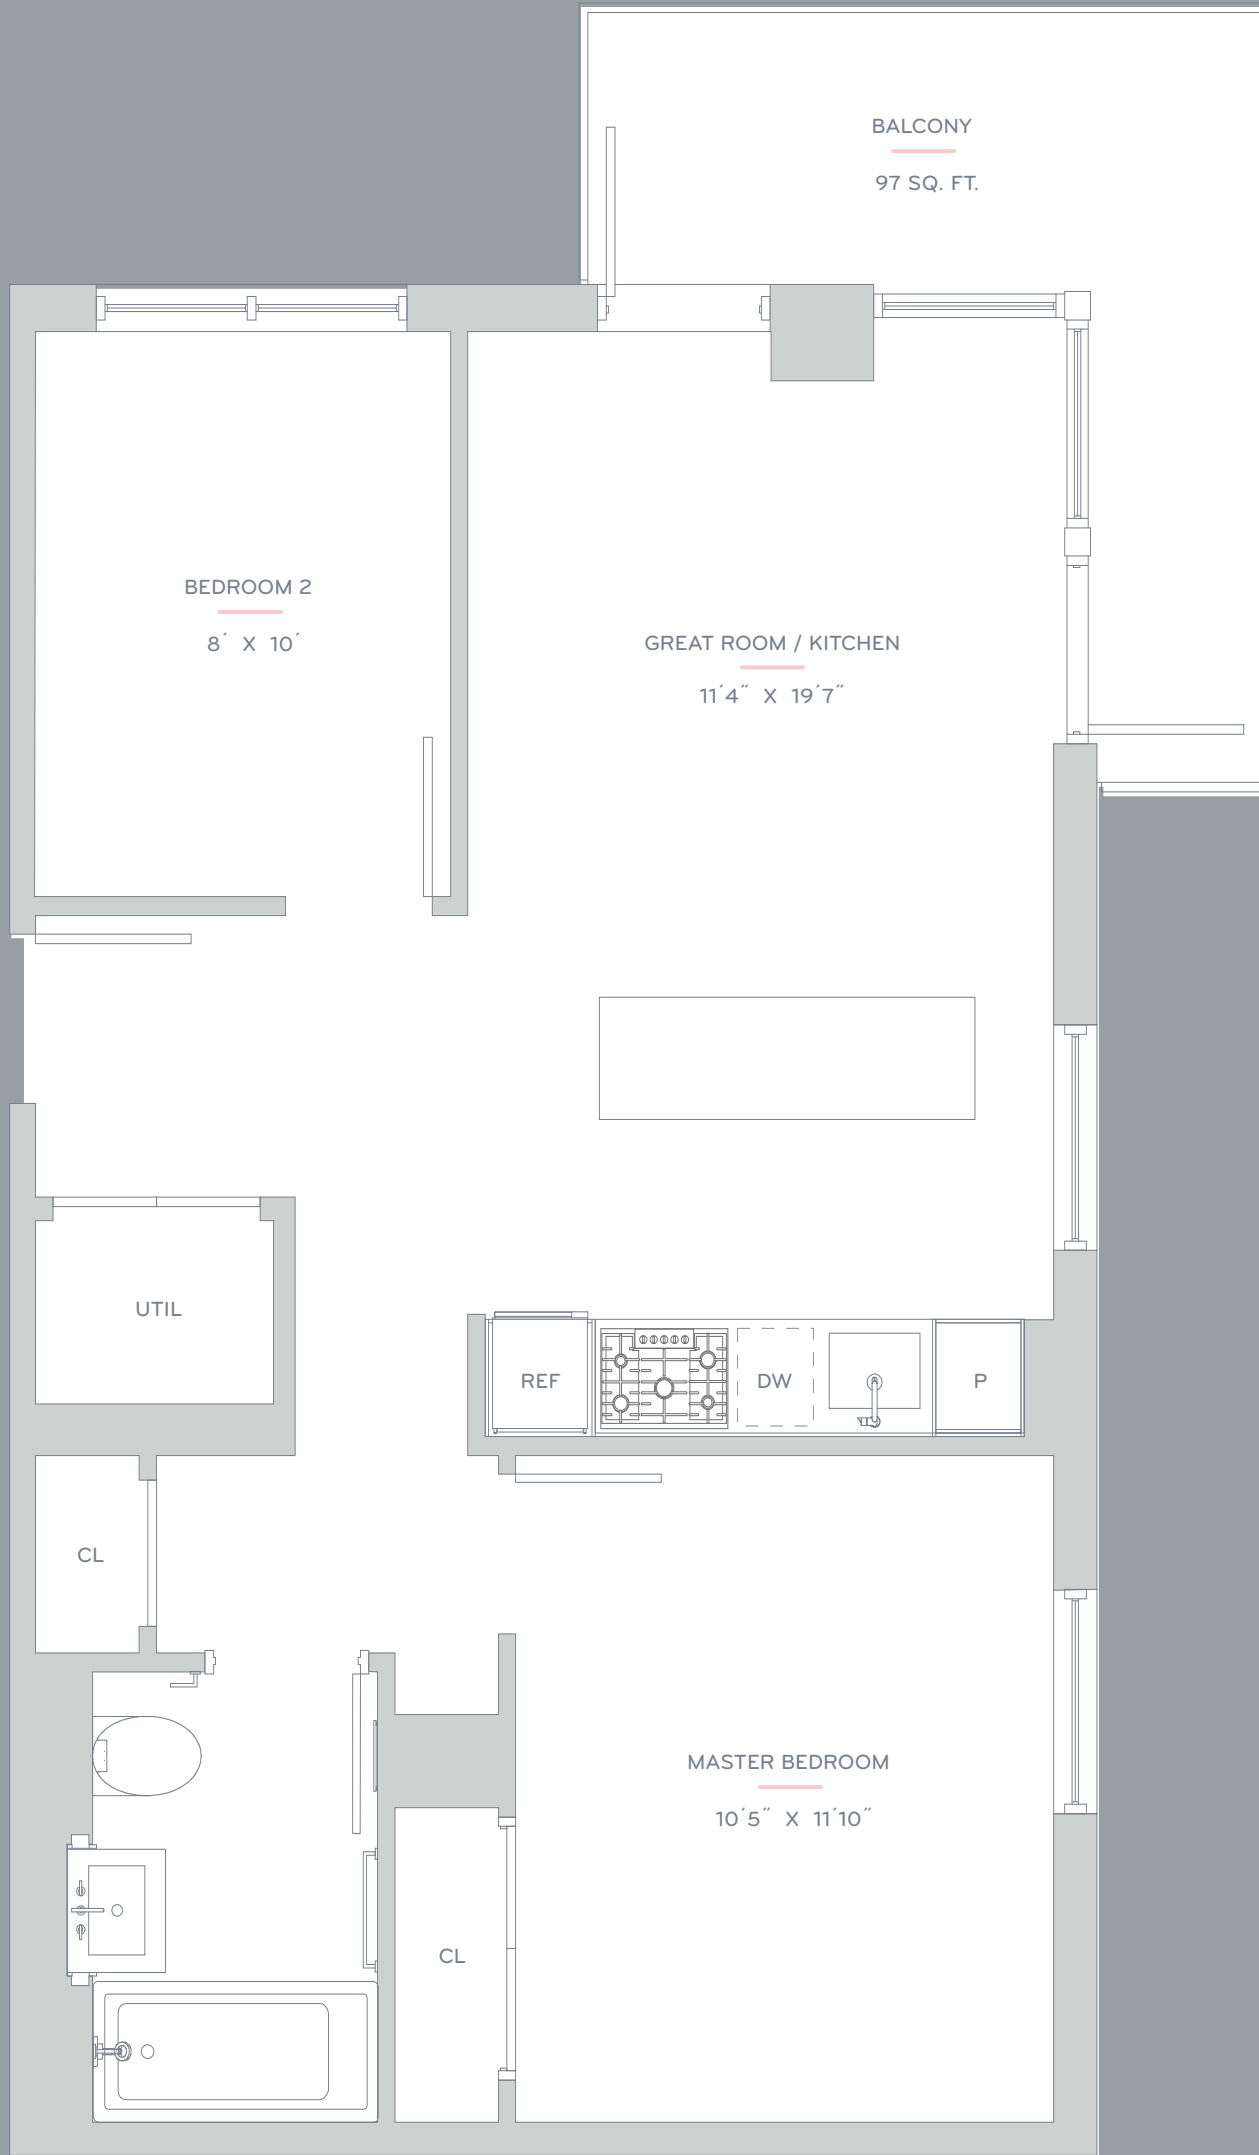 BALCONY
97 SQ. FT.
BEDROOM 2
8´ X 10´
GREAT ROOM / KITCHEN
11´4˝ X 19´7˝
UTIL
REF
DW
P
CL
MASTER BEDROOM
10´5˝ X 11´10˝
CL